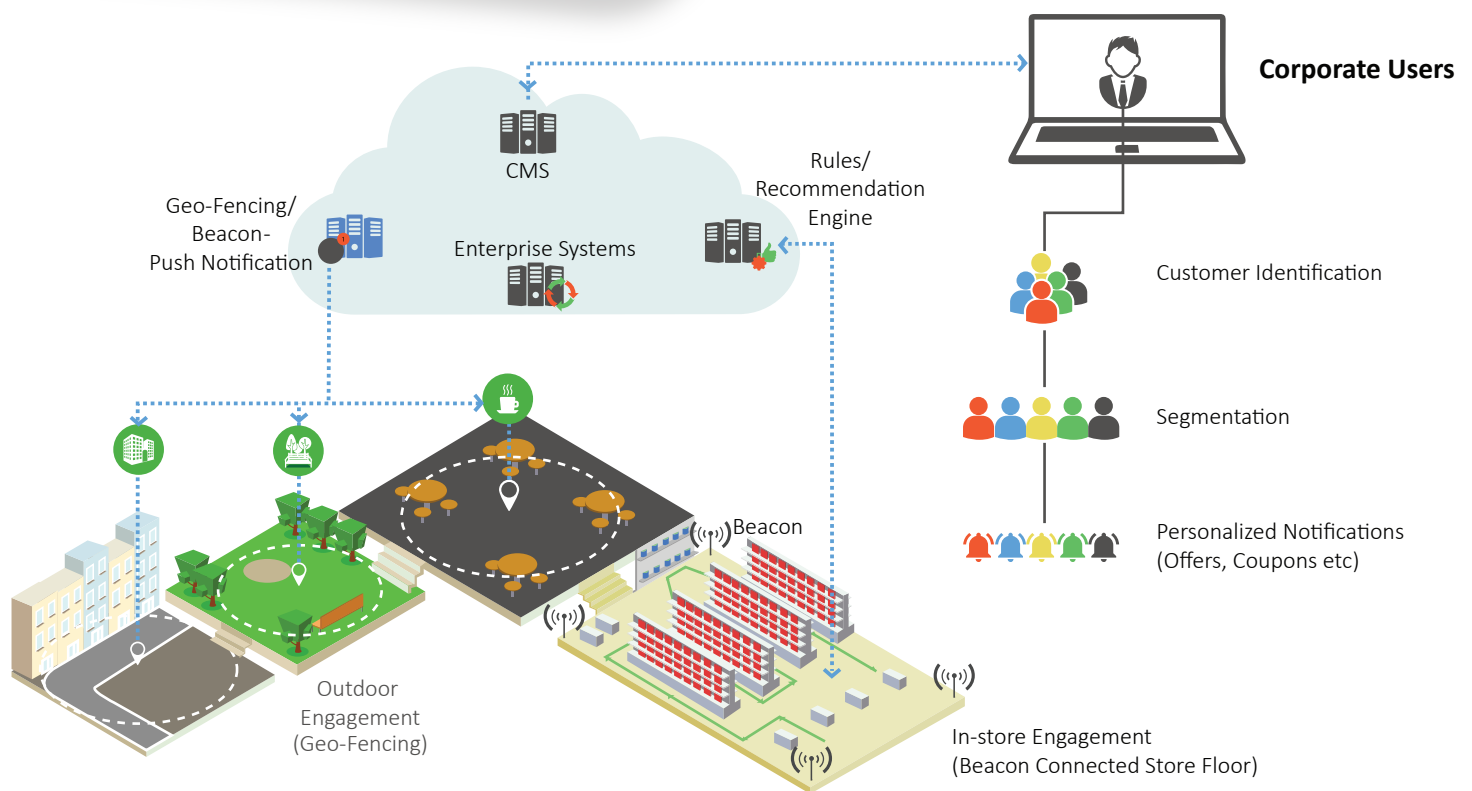 Corporate Users
CMS
Rules/
Recommendation
Engine
Geo-Fencing/
Beacon-
Push Notification
1
Enterprise Systems
Customer Identification
Segmentation
Personalized Notifications
(Offers, Coupons etc)
Beacon
Outdoor
Engagement
(Geo-Fencing)
In-store Engagement
(Beacon Connected Store Floor)